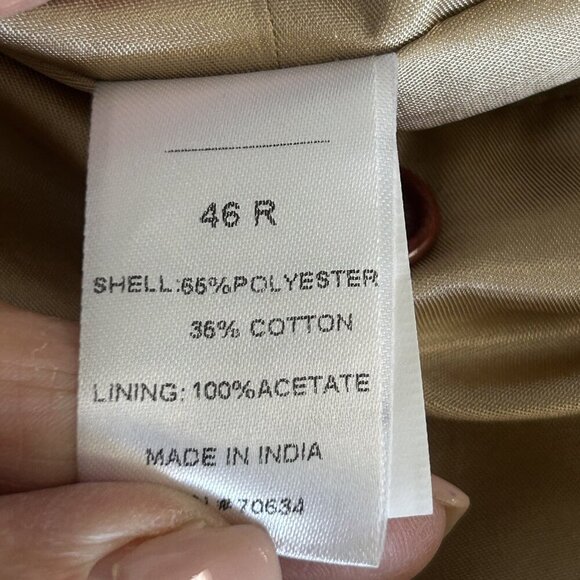 46 R
SHELL:65%POLYESTER
35% COTTON
LINING: 100%ACETATE
MADE IN INDIA
N #70634